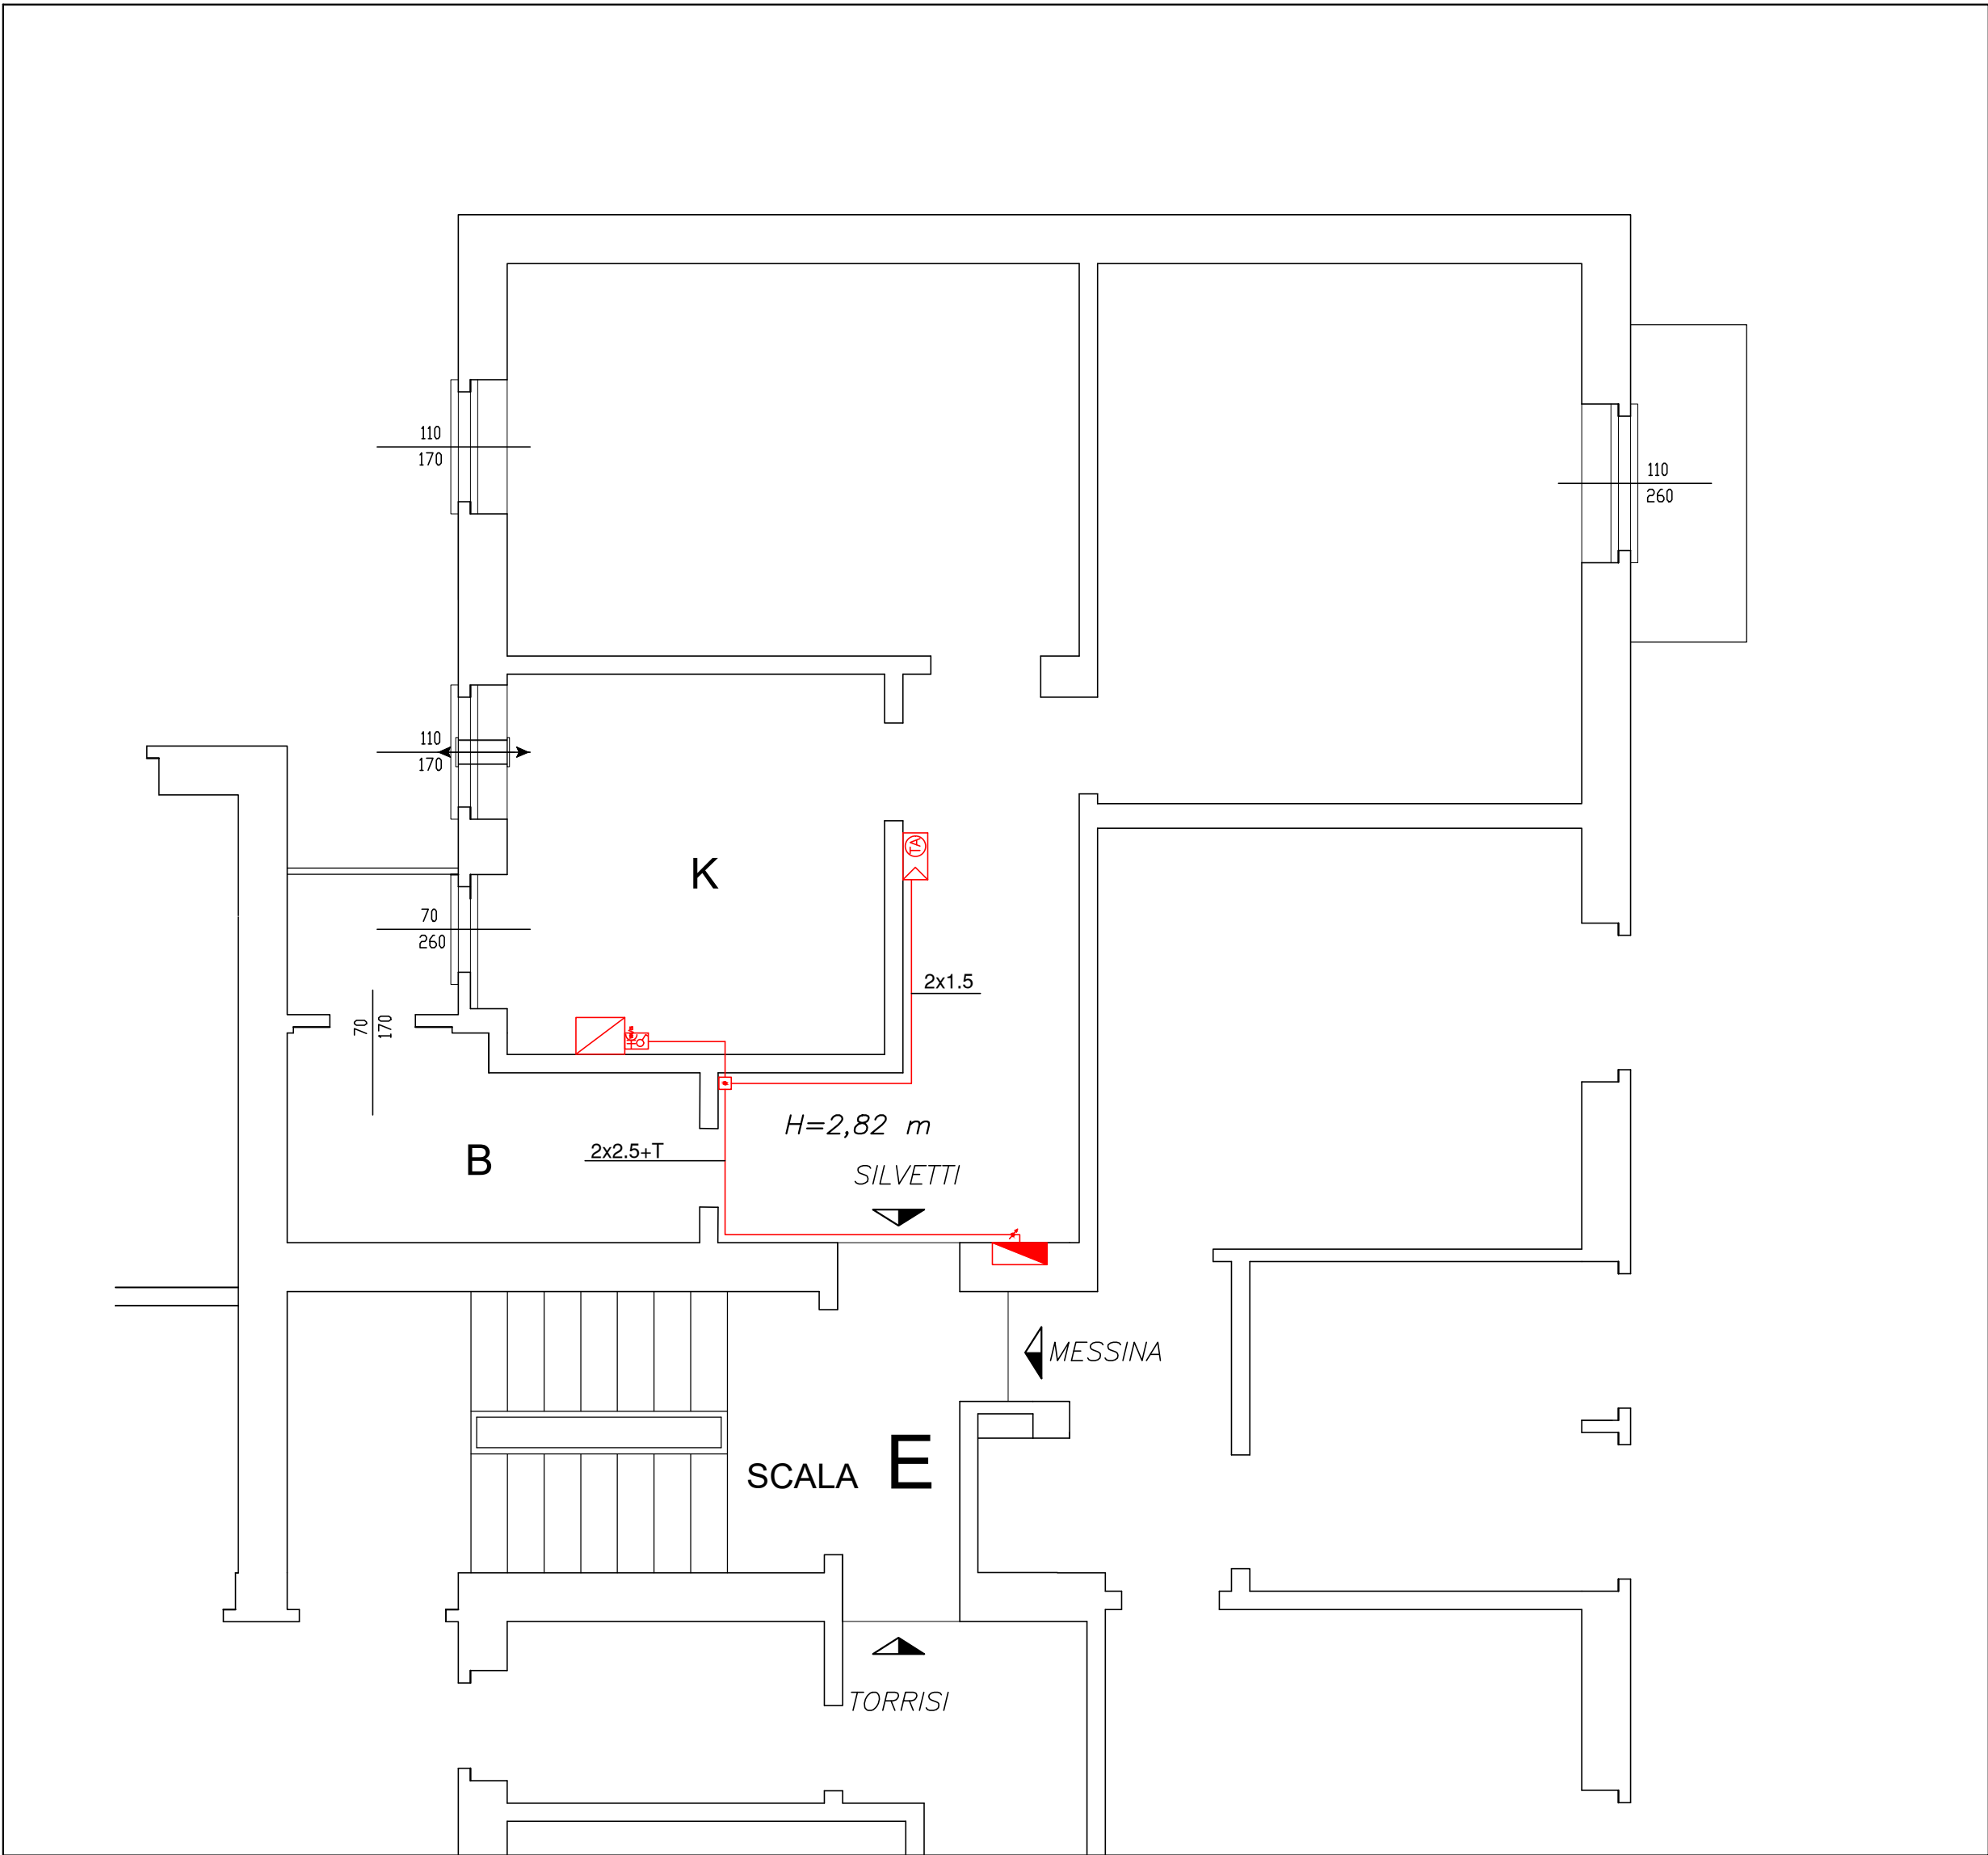 110
170
110
260
110
170
TA
K
70
260
2x1.5
70
170
H=2,82 m
B
2x2.5+T
SILVETTI
MESSINA
SCALA E
TORRISI